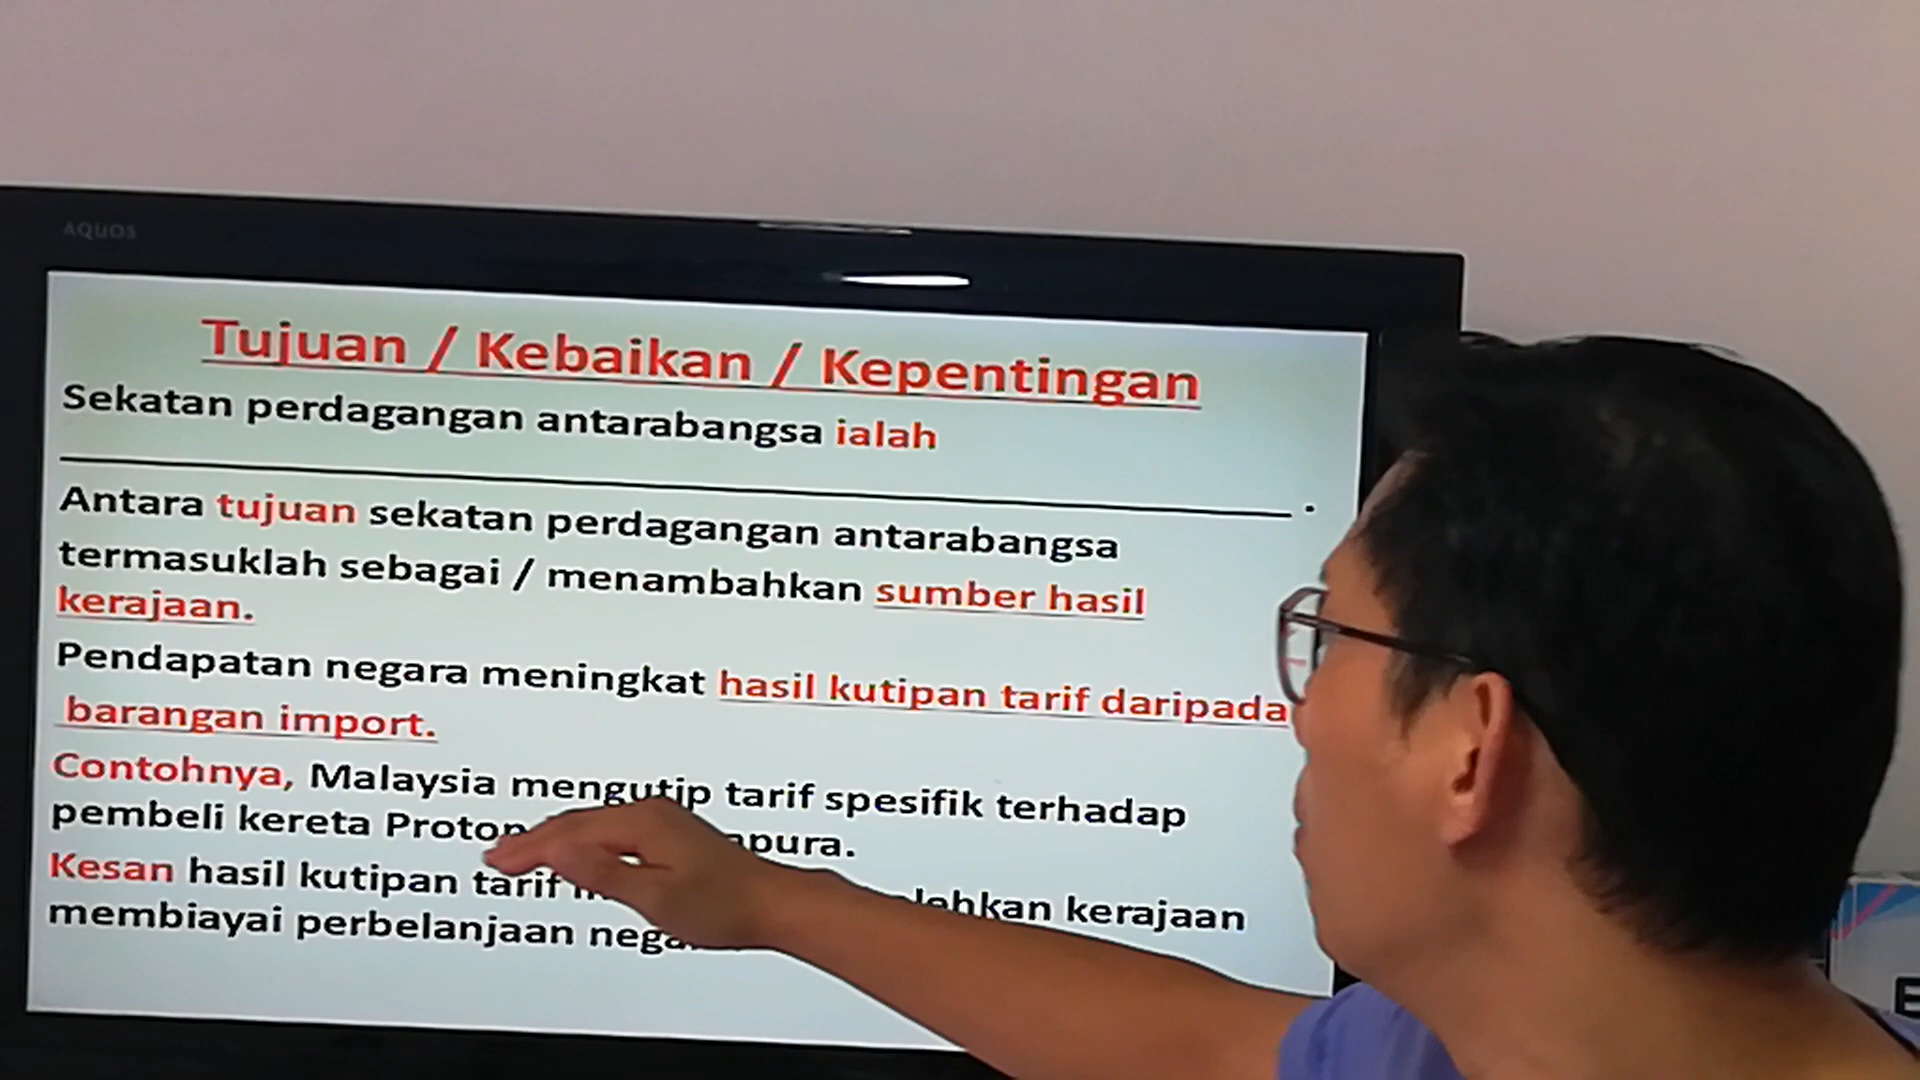 AQUOS
Tujuan / Kebaikan / Kepentingan
Sekatan perdagangan antarabangsa ialah
.
Antara tujuan sekatan perdagangan antarabangsa
termasuklah sebagai / menambahkan sumber hasil
kerajaan.
Pendapatan negara meningkat hasil kutipan tarif daripada
barangan import.
Contohnya, Malaysia mengutip tarif spesifik terhadap
pembeli kereta Proton
Kesan hasil kutipan tarif kerajaan
membiayai perbelanjaan